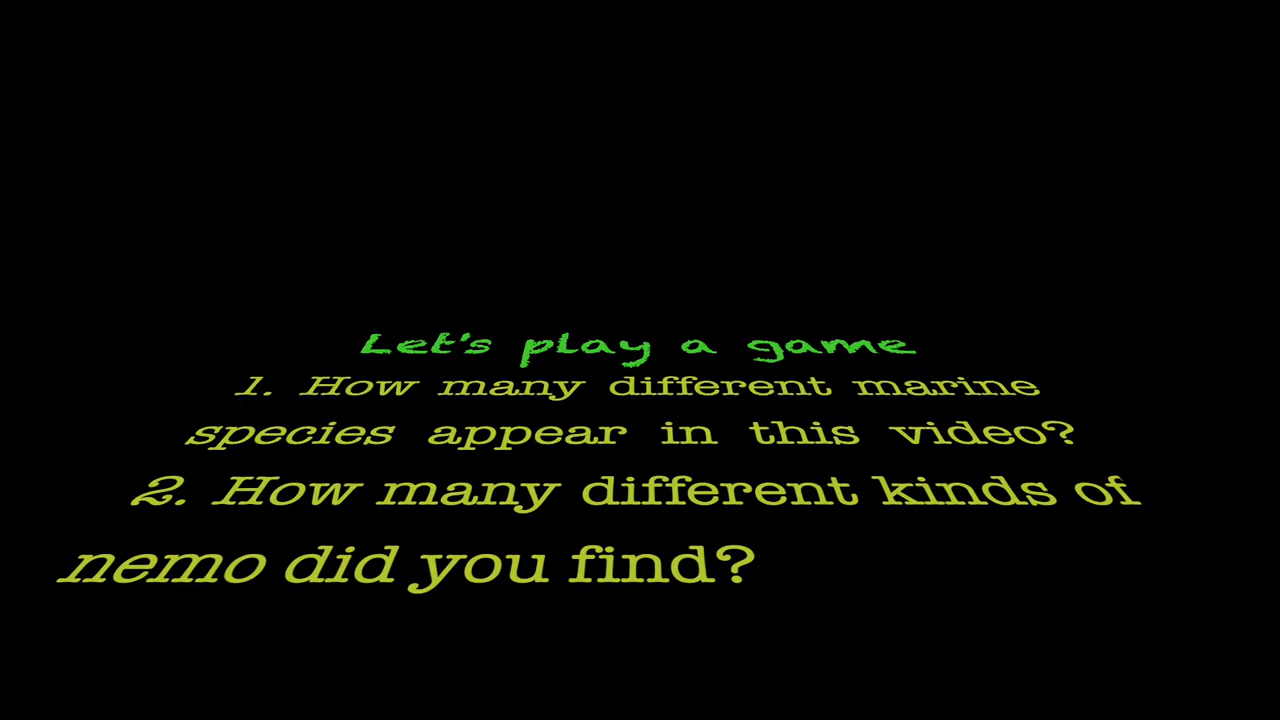 Let's play a game
1. How many different marine
species appear in this video?
2. How many different kinds of
nemo did you find?